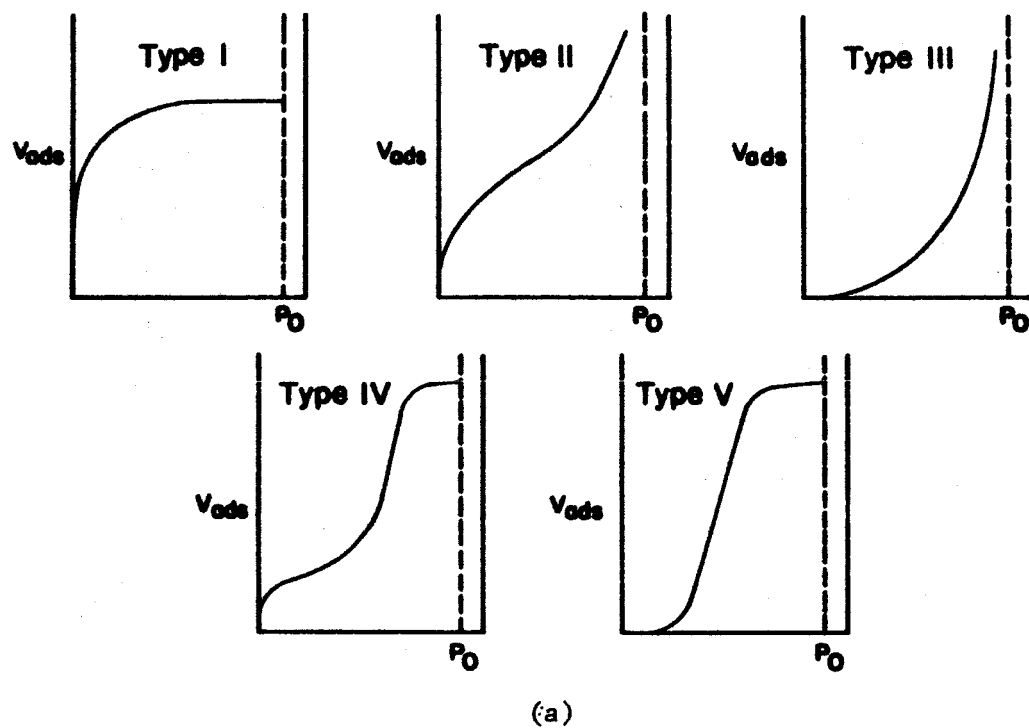 Type I
Type II
Type III
Vads
Vads
Vads
Po
Po
Po
Type IV
Type V
Vads
Vads
Po
Po
(a)